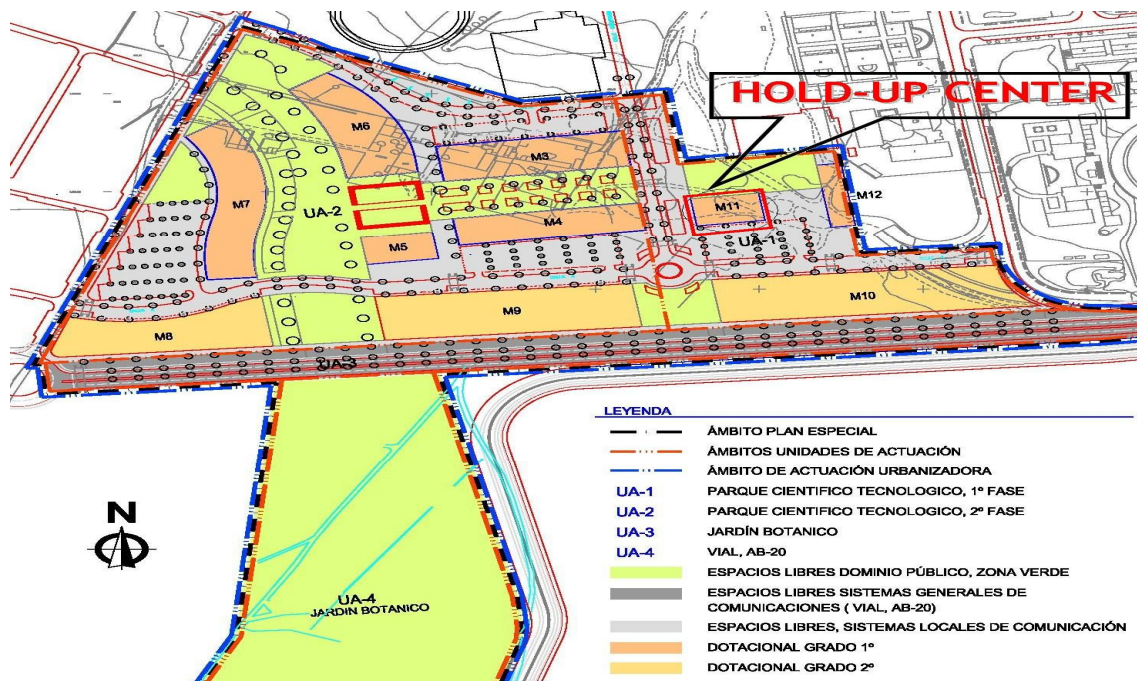 HOLD-UP CENTER
M6
M3
M7
M12
M11
UA-2
M4
UA-1
M5
M10
M9
M8
UA-3
LEYENDA
ÁMBITO PLAN ESPECIAL
ÁMBITOS UNIDADES DE ACTUACIÓN
ÁMBITO DE ACTUACIÓN URBANIZADORA
UA-1 PARQUE CIENTIFICO TECNOLOGICO, 1º FASE
UA-2 PARQUE CIENTIFICO TECNOLOGICO, 2º FASE
UA-3 JARDÍN BOTANICO
UA-4 VIAL, AB-20
ESPACIOS LIBRES DOMINIO PÚBLICO, ZONA VERDE
ESPACIOS LIBRES SISTEMAS GENERALES DE
COMUNICACIONES ( VIAL, AB-20)
ESPACIOS LIBRES, SISTEMAS LOCALES DE COMUNICACIÓN
DOTACIONAL GRADO 1º
DOTACIONAL GRADO 2º
N
UA-4
JARDIN BOTANICO